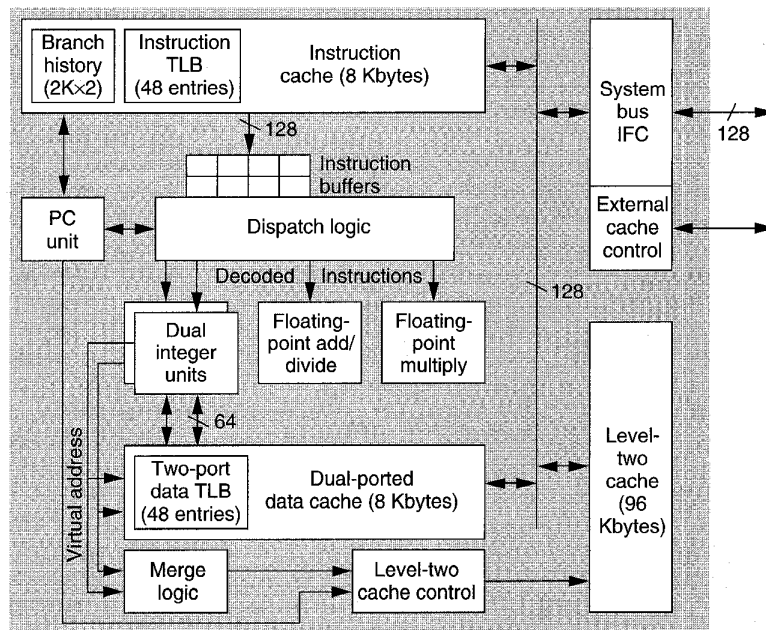 Branch
history
(2K×2)
Instruction
TLB
(48 entries)
Instruction
cache (8 Kbytes)
System
bus
IFC
128
128
Instruction
buffers
PC
unit
Dispatch logic
External
cache
control
Decoded
Instructions
128
Dual
integer
units
Floating-
point add/
divide
Floating-
point
multiply
64
Virtual address
Two-port
data TLB
(48 entries)
Dual-ported
data cache (8 Kbytes)
Level-
two
cache
(96
Kbytes)
Merge
logic
Level-two
cache control